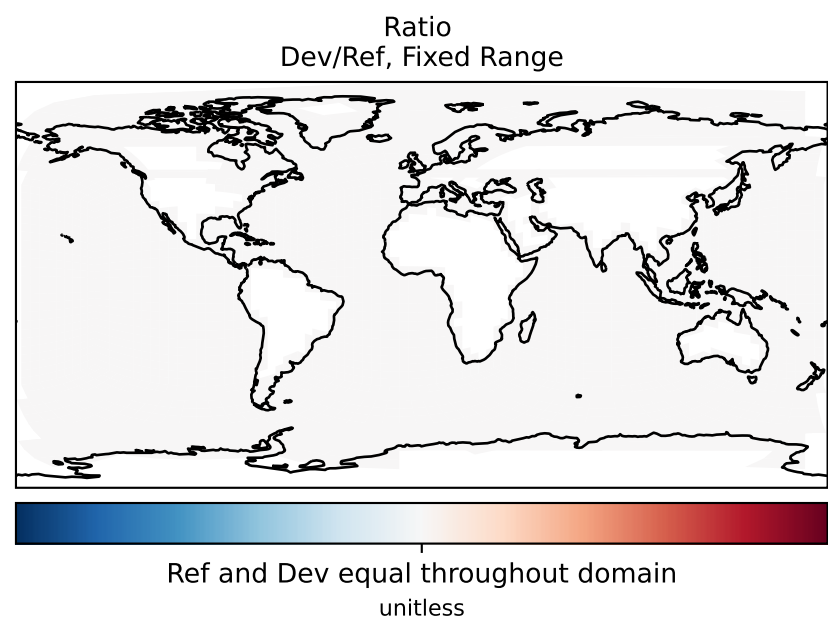 Ratio
Dev/Ref, Fixed Range
Ref and Dev equal throughout domain
unitless